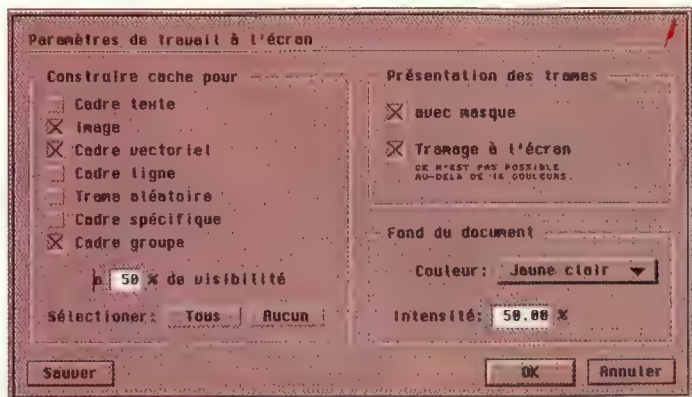 Paramètres de travail à l'écran
Construire cache pour
Cadre texte
Image
Cadre vectoriel
Cadre ligne
Trame aléatoire
Cadre spécifique
Cadre groupe
à 50 % de visibilité
Sélectioner: Tous Aucun
Présentation des trames
avec masque
Tramage à l'écran
CE N'EST PAS POSSIBLE
AU-DELA DE 16 COULEURS.
Fond du document
Couleur: Jaune clair
Intensité: 50.00 %
Sauver
OK Annuler